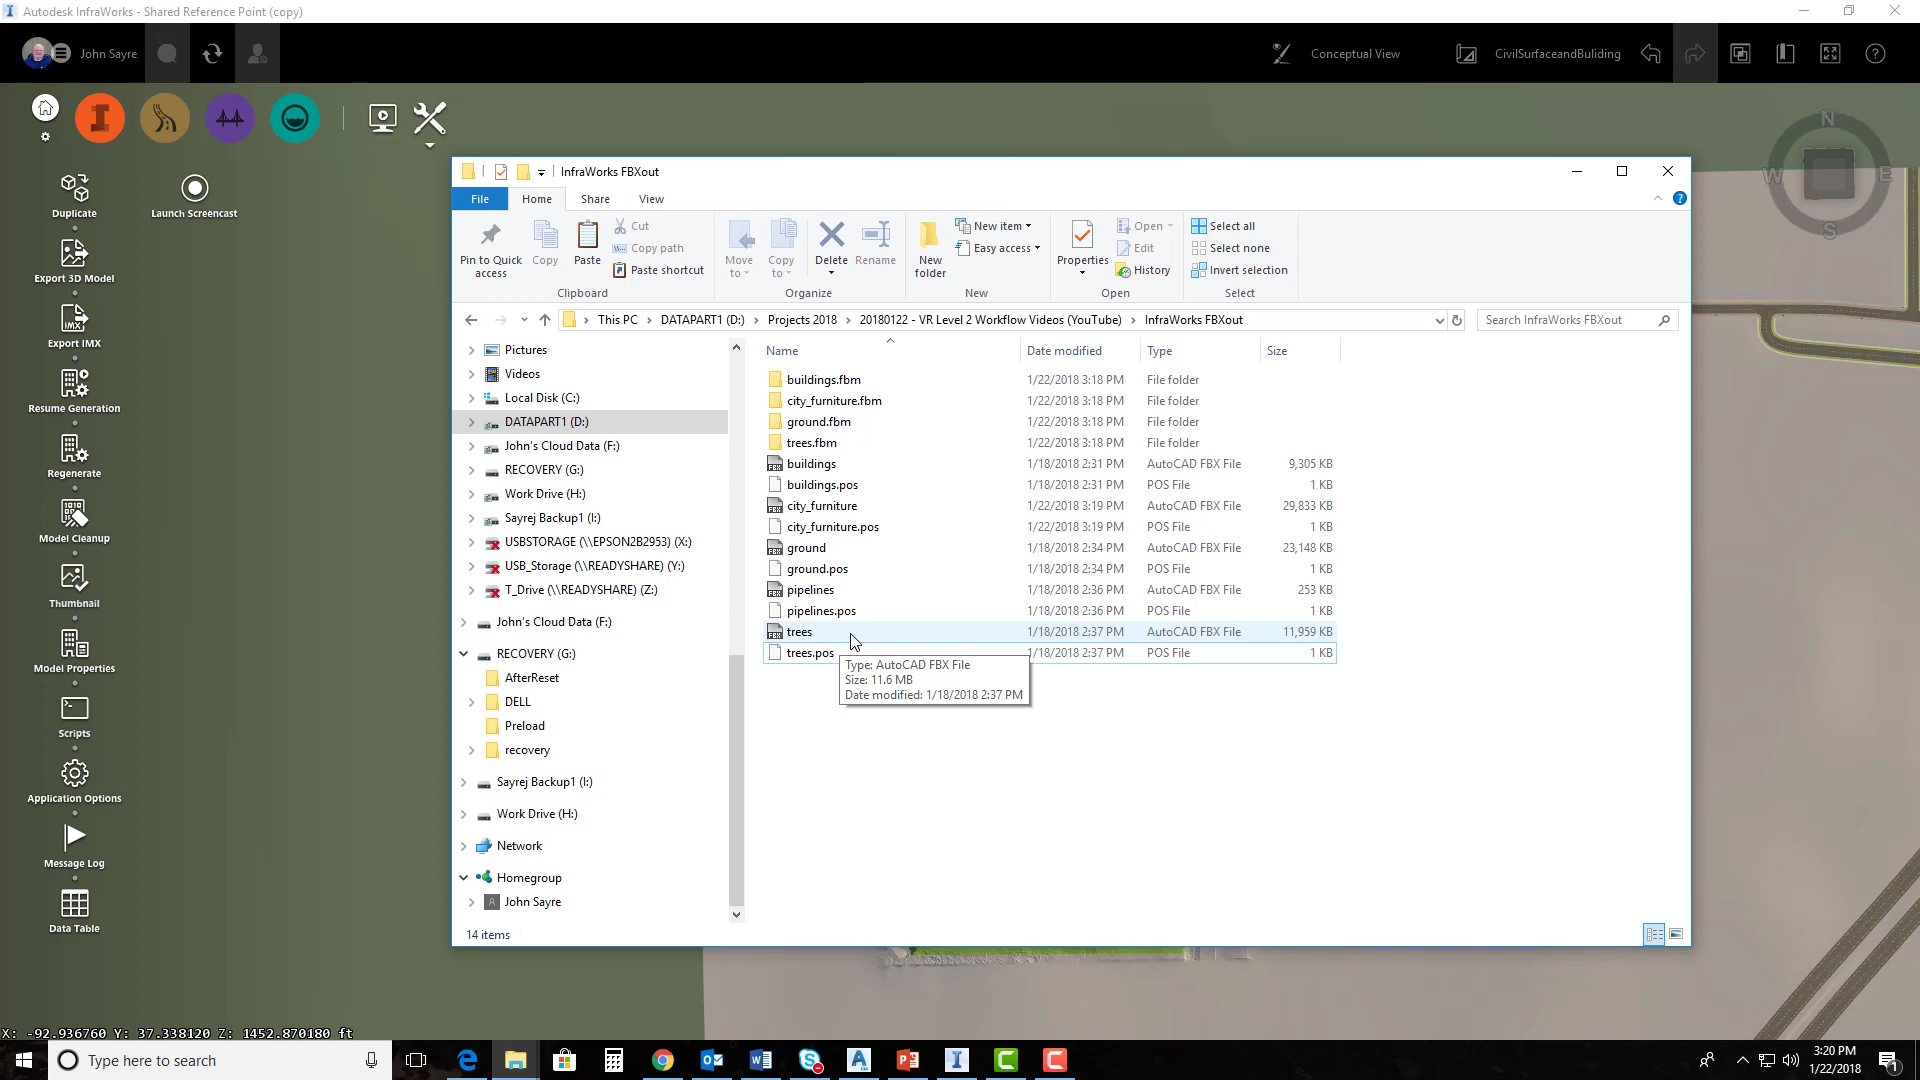 Autodesk InfraWorks - Shared Reference Point (copy)
John Sayre
Conceptual View
CivilSurfaceandBuliding
N
W
E
S
Duplicate
Launch Screencast
Export 3D Model
IMX
Export IMX
Resume Generation
Regenerate
Model Cleanup
Thumbnail
Model Properties
Scripts
Application Options
Message Log
Data Table
InfraWorks FBXout
File
Home
Share
View
Pin to Quick access
Copy
Paste
Cut
Copy path
Paste shortcut
Clipboard
Move to
Copy to
Delete
Rename
Organize
New folder
New item
Easy access
New
Properties
Open
Edit
History
Open
Select all
Select none
Invert selection
Select
This PC > DATAPART1 (D:) > Projects 2018 > 20180122 - VR Level 2 Workflow Videos (YouTube) > InfraWorks FBXout
Search InfraWorks FBXout
Pictures
Videos
Local Disk (C:)
DATAPART1 (D:)
John's Cloud Data (F:)
RECOVERY (G:)
Work Drive (H:)
Sayrej Backup1 (I:)
USBSTORAGE (\\EPSON2B2953) (X:)
USB_Storage (\\READYSHARE) (Y:)
T_Drive (\\READYSHARE) (Z:)
John's Cloud Data (F:)
RECOVERY (G:)
AfterReset
DELL
Preload
recovery
Sayrej Backup1 (I:)
Work Drive (H:)
Network
Homegroup
John Sayre
Name Date modified Type Size
buildings.fbm 1/22/2018 3:18 PM File folder
city_furniture.fbm 1/22/2018 3:18 PM File folder
ground.fbm 1/22/2018 3:18 PM File folder
trees.fbm 1/22/2018 3:18 PM File folder
buildings 1/18/2018 2:31 PM AutoCAD FBX File 9,305 KB
buildings.pos 1/18/2018 2:31 PM POS File 1 KB
city_furniture 1/22/2018 3:19 PM AutoCAD FBX File 29,833 KB
city_furniture.pos 1/22/2018 3:19 PM POS File 1 KB
ground 1/18/2018 2:34 PM AutoCAD FBX File 23,148 KB
ground.pos 1/18/2018 2:34 PM POS File 1 KB
pipelines 1/18/2018 2:36 PM AutoCAD FBX File 253 KB
pipelines.pos 1/18/2018 2:36 PM POS File 1 KB
trees 1/18/2018 2:37 PM AutoCAD FBX File 11,959 KB
trees.pos 1/18/2018 2:37 PM POS File 1 KB
Type: AutoCAD FBX File
Size: 11.6 MB
Date modified: 1/18/2018 2:37 PM
14 items
X: -92.936760 Y: 37.338120 Z: 1452.870180 ft
Type here to search
3:20 PM
1/22/2018
1